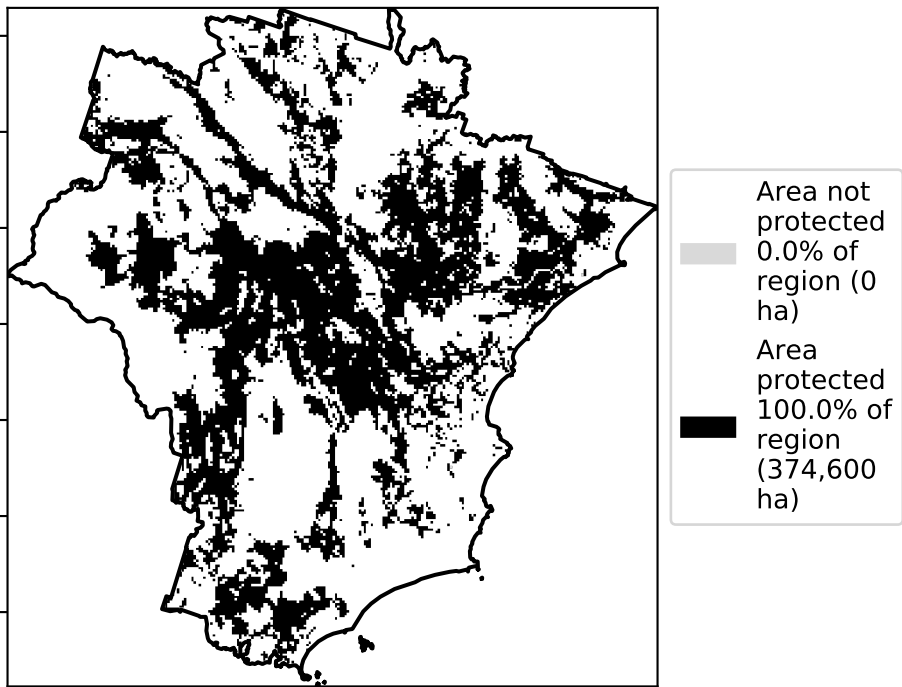 Area not
protected
0.0% of
region (0
ha)
Area
protected
100.0% of
region
(374,600
ha)